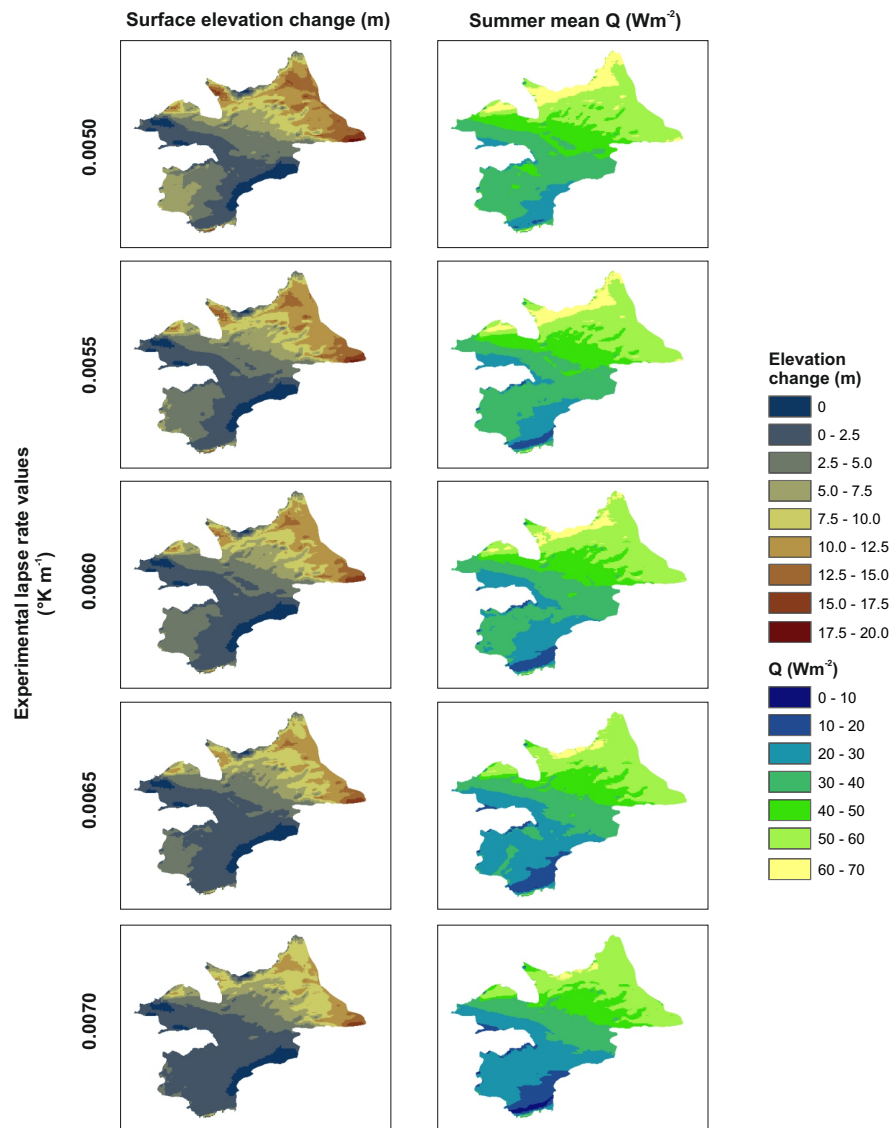 Surface elevation change (m)
Summer mean Q (Wm-2)
Experimental lapse rate values
(°K m-1)
0.0050
0.0055
0.0060
0.0065
0.0070
Elevation
change (m)
0
0 - 2.5
2.5 - 5.0
5.0 - 7.5
7.5 - 10.0
10.0 - 12.5
12.5 - 15.0
15.0 - 17.5
17.5 - 20.0
Q (Wm-2)
0 - 10
10 - 20
20 - 30
30 - 40
40 - 50
50 - 60
60 - 70